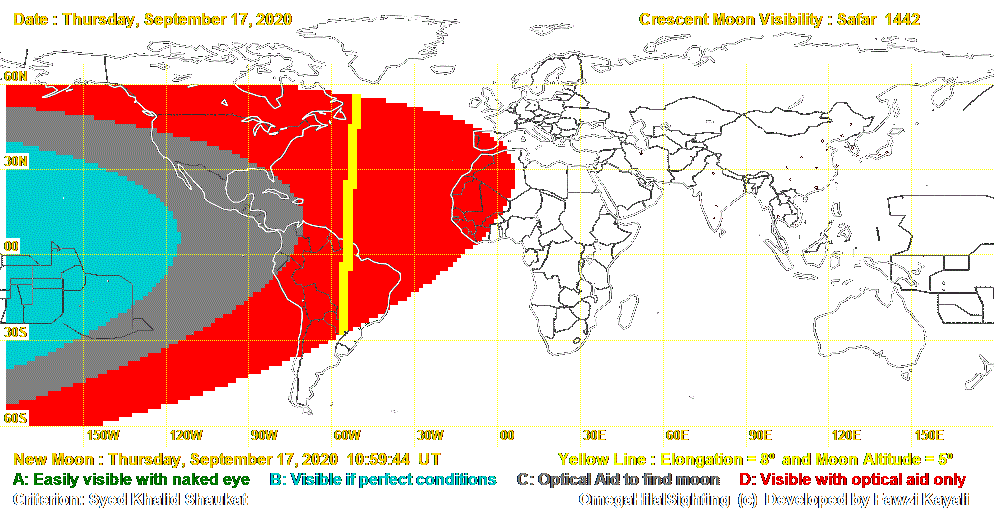 Date : Thursday, September 17, 2020 Crescent Moon Visibility : Safar 1442
60N
30N
00
30S
60S
150W 120W 90W 60W 30W 00 30E 60E 90E 120E 150E
New Moon : Thursday, September 17, 2020 10:59:44 UT Yellow Line : Elongation = 8º and Moon Altitude = 5º
A: Easily visible with naked eye B: Visible if perfect conditions C: Optical Aid to find moon D: Visible with optical aid only
Criterion: Syed Khalid Shaukat OmegaHilalSighting (c) Developed by Fawzi Kayali